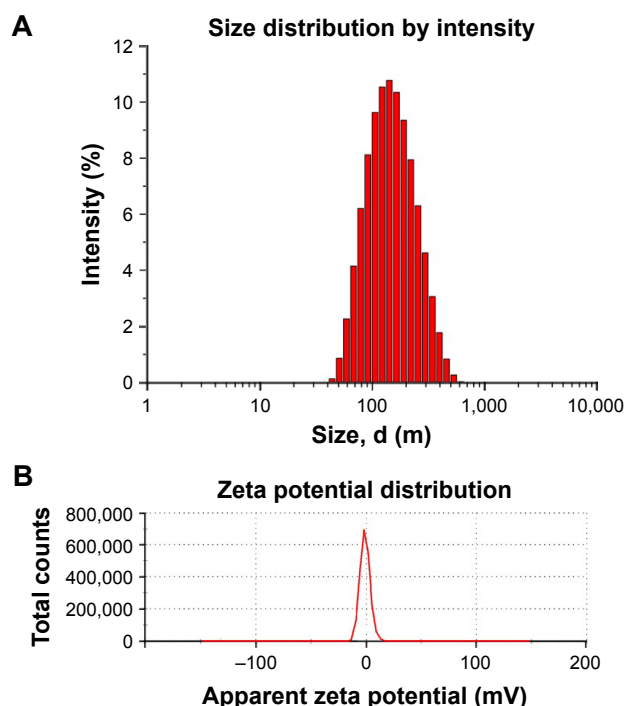 A
Size distribution by intensity
Intensity (%)
12
10
8
6
4
2
0
1
10
100
1,000
10,000
Size, d (m)
B
Zeta potential distribution
Total counts
800,000
600,000
400,000
200,000
0
–100
0
100
200
Apparent zeta potential (mV)